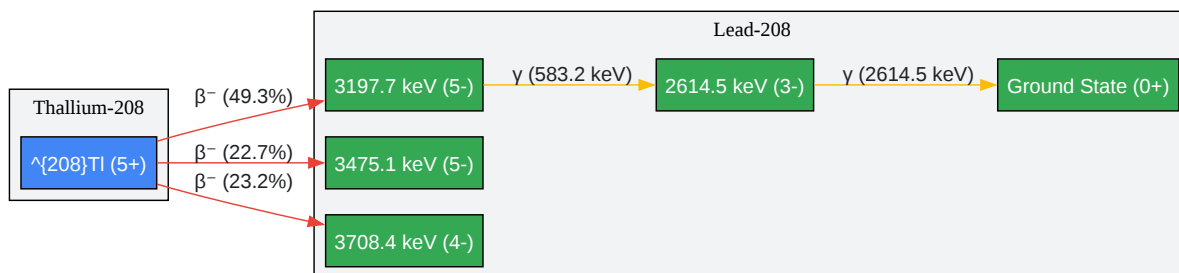 Lead-208
3197.7 keV (5-)
γ (583.2 keV)
2614.5 keV (3-)
γ (2614.5 keV)
Ground State (0+)
Thallium-208
β⁻ (49.3%)
^{208}Tl (5+)
β⁻ (22.7%)
3475.1 keV (5-)
β⁻ (23.2%)
3708.4 keV (4-)